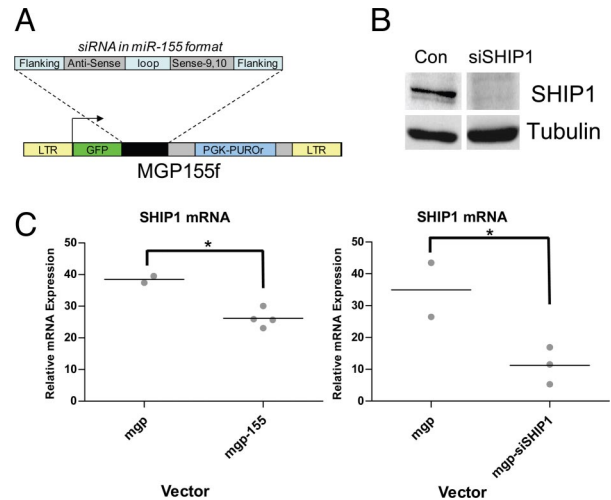 A
siRNA in miR-155 format
Flanking Anti-Sense loop Sense-9,10 Flanking
LTR GFP PGK-PUROr LTR
MGP155f
B
Con siSHIP1
SHIP1
Tubulin
C
SHIP1 mRNA
*
Relative mRNA Expression
50
40
30
20
10
0
mgp
mgp-155
Vector
SHIP1 mRNA
*
Relative mRNA Expression
50
40
30
20
10
0
mgp
mgp-siSHIP1
Vector